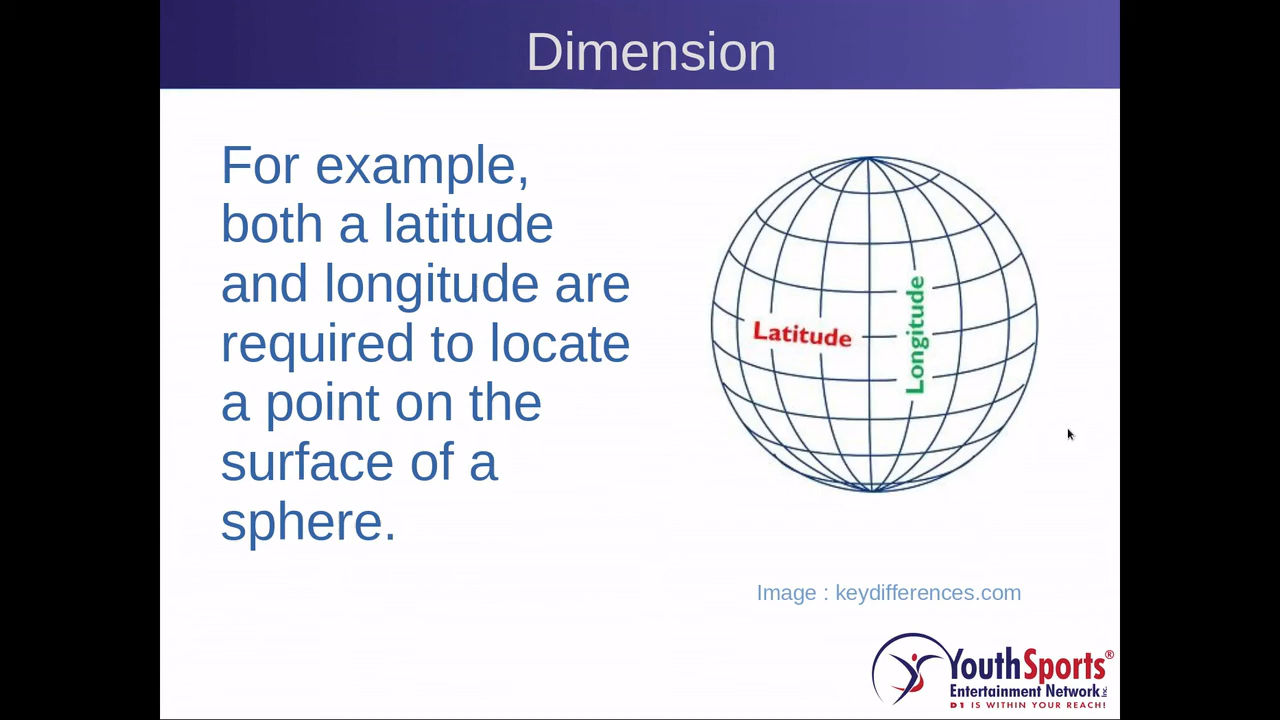 Dimension
For example,
both a latitude
and longitude are
required to locate
a point on the
surface of a
sphere.
Latitude
Longitude
Image : keydifferences.com
YouthSports®
Entertainment Network Inc.
D1 IS WITHIN YOUR REACH!